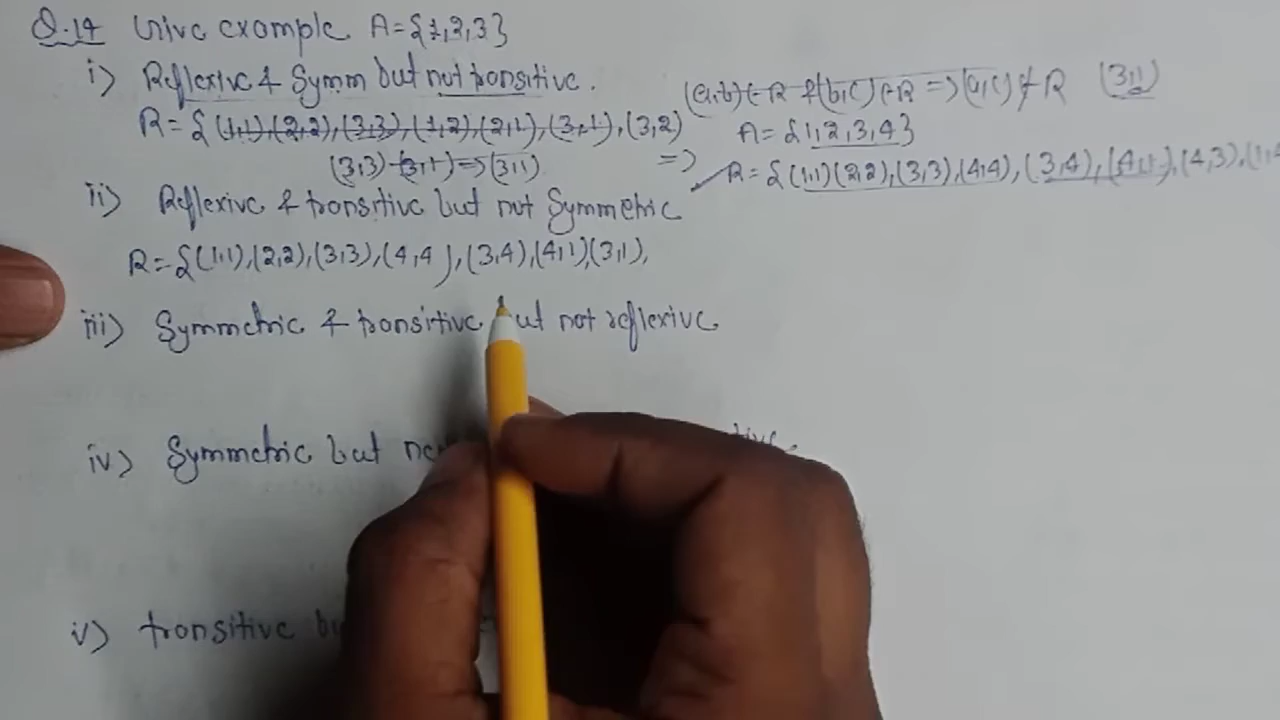 Q.14 Give example A={1,2,3}
i) Reflexive & Symm but not transitive.
(a,b)∈R & (b,c)∈R => (a,c)∉R (3,1)
R={(1,1),(2,2),(3,3),(1,2),(2,1),(3,1),(3,2)
A={1,2,3,4}
(3,3)-(3,1)=>(3,1)
=> R={(1,1)(2,2),(3,3),(4,4),(3,4),(4,1),(4,3),(1,4
ii) Reflexive & transitive but not Symmetric
R={(1,1),(2,2),(3,3),(4,4),(3,4),(4,1)(3,1),
iii) Symmetric & transitive but not reflexive
iv) Symmetric but
v) transitive